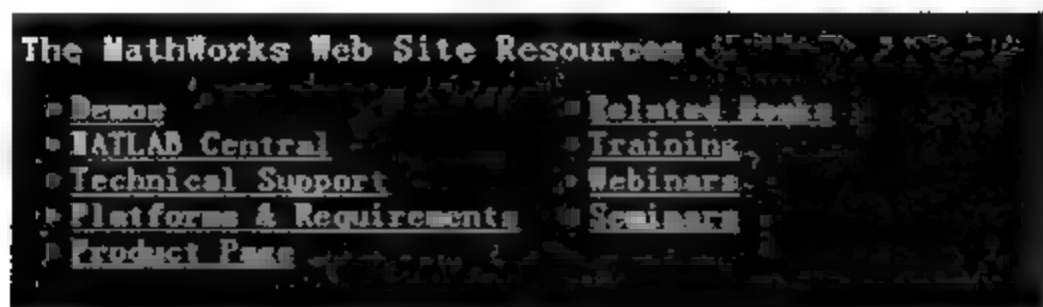 The MathWorks Web Site Resources
Demos
MATLAB Central
Technical Support
Platforms & Requirements
Product Page
Related Books
Training
Webinars
Seminars